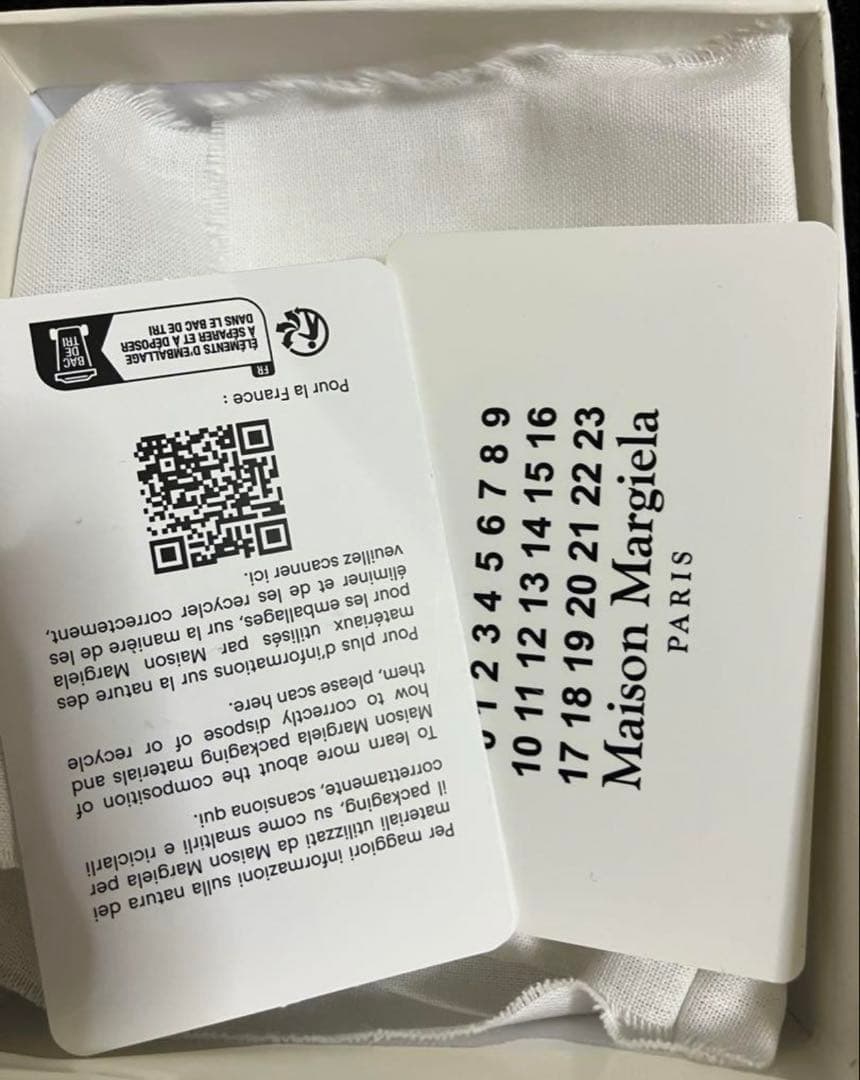 Per maggiori informazioni sulla natura dei
materiali utilizzati da Maison Margiela per
il packaging, su come smaltirli e riciclarli
correttamente, scansiona qui.
To learn more about the composition of
Maison Margiela packaging materials and
how to correctly dispose of or recycle
them, please scan here.
Pour plus d'informations sur la nature des
matériaux utilisés par Maison Margiela
pour les emballages, sur la manière de les
éliminer et de les recycler correctement,
veuillez scanner ici.
Pour la France :
FR
ÉLÉMENTS D'EMBALLAGE
À SÉPARER ET À DÉPOSER
DANS LE BAC DE TRI
BAC
DE
TRI
0 1 2 3 4 5 6 7 8 9
10 11 12 13 14 15 16
17 18 19 20 21 22 23
Maison Margiela
PARIS